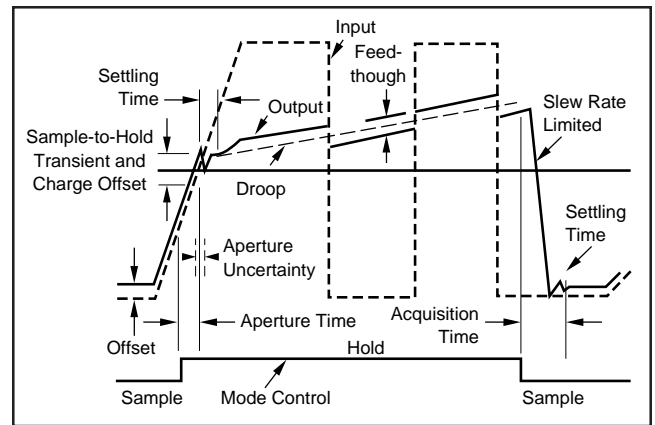 Input
Feed-
though
Settling
Time
Output
Slew Rate
Limited
Sample-to-Hold
Transient and
Charge Offset
Droop
Settling
Time
Aperture
Uncertainty
Aperture Time
Acquisition
Time
Offset
Hold
Sample
Mode Control
Sample